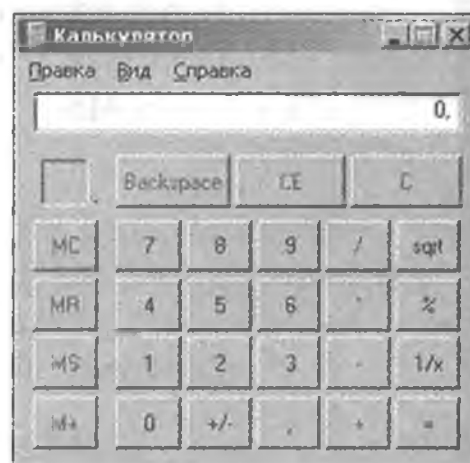 Калькулятор
Правка Вид Справка
0,
Backspace CE C
MC 7 8 9 / sqrt
MR 4 5 6 * %
MS 1 2 3 - 1/x
M+ 0 +/- , + =